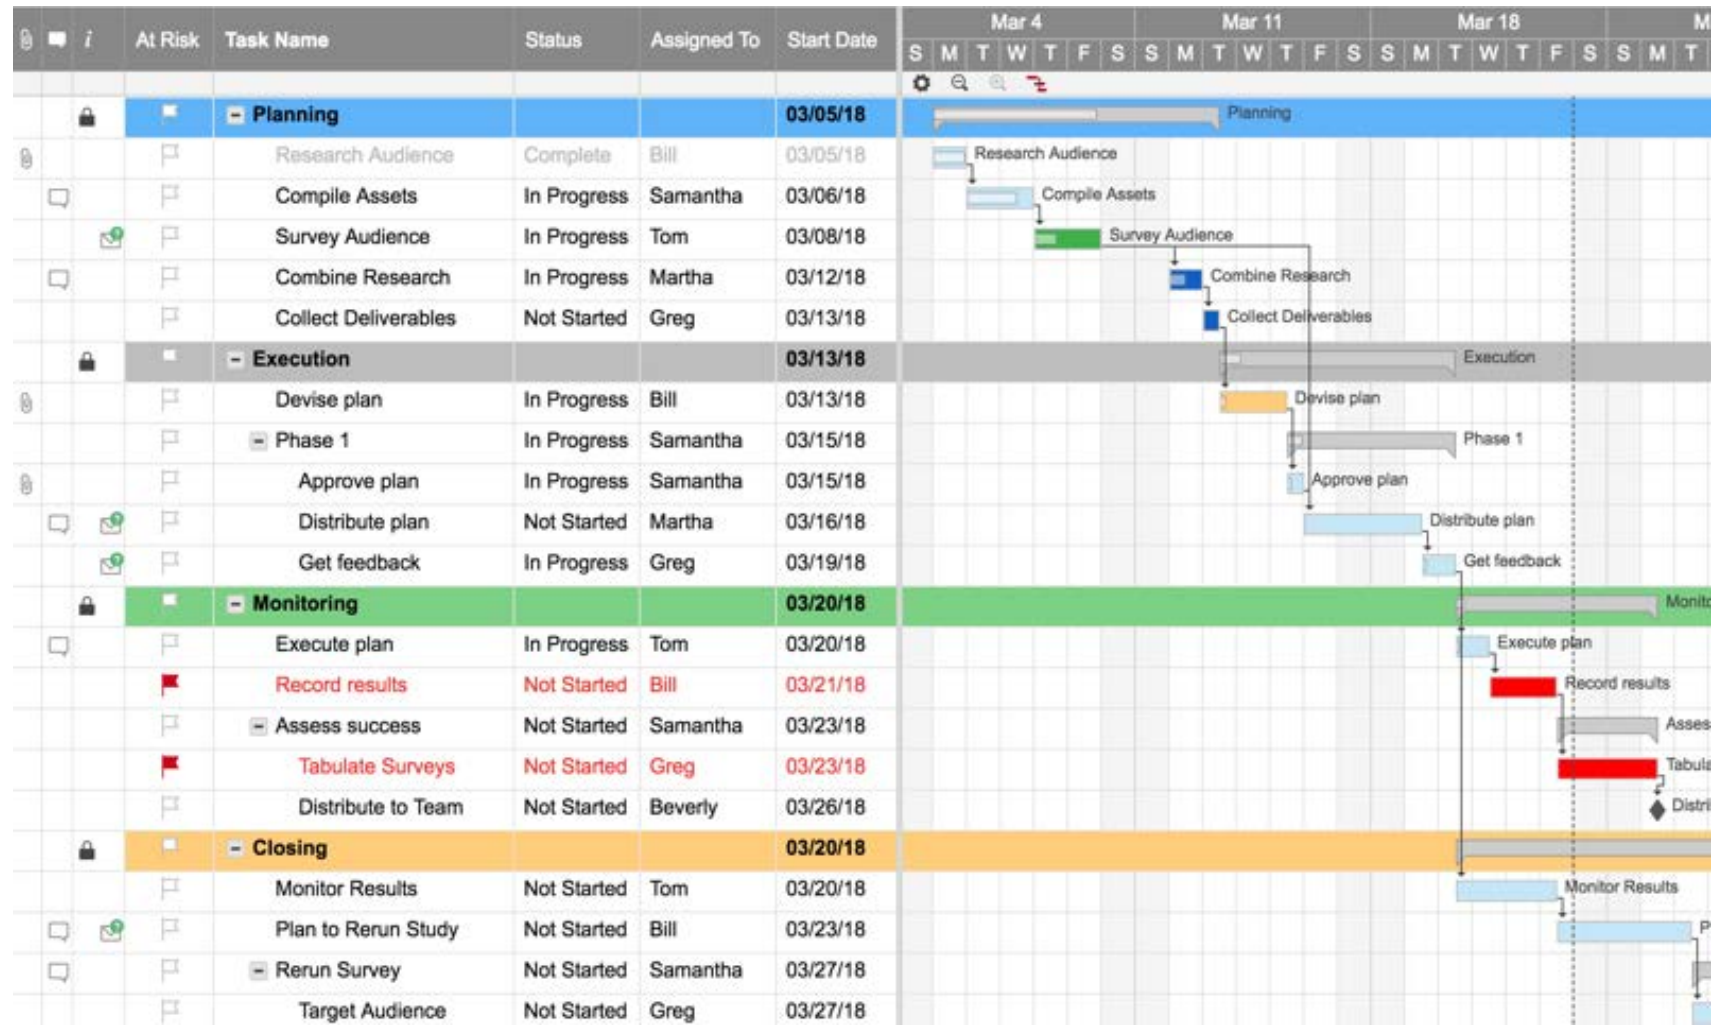 i At Risk Task Name Status Assigned To Start Date Mar 4 Mar 11 Mar 18 M
S M T W T F S S M T W T F S S M T W T F S S M T
Planning 03/05/18 Planning
Research Audience Complete Bill 03/05/18 Research Audience
Compile Assets In Progress Samantha 03/06/18 Compile Assets
Survey Audience In Progress Tom 03/08/18 Survey Audience
Combine Research In Progress Martha 03/12/18 Combine Research
Collect Deliverables Not Started Greg 03/13/18 Collect Deliverables
Execution 03/13/18 Execution
Devise plan In Progress Bill 03/13/18 Devise plan
Phase 1 In Progress Samantha 03/15/18 Phase 1
Approve plan In Progress Samantha 03/15/18 Approve plan
Distribute plan Not Started Martha 03/16/18 Distribute plan
Get feedback In Progress Greg 03/19/18 Get feedback
Monitoring 03/20/18 Monito
Execute plan In Progress Tom 03/20/18 Execute plan
Record results Not Started Bill 03/21/18 Record results
Assess success Not Started Samantha 03/23/18 Asses
Tabulate Surveys Not Started Greg 03/23/18 Tabula
Distribute to Team Not Started Beverly 03/26/18 Distri
Closing 03/20/18
Monitor Results Not Started Tom 03/20/18 Monitor Results
Plan to Rerun Study Not Started Bill 03/23/18 P
Rerun Survey Not Started Samantha 03/27/18
Target Audience Not Started Greg 03/27/18